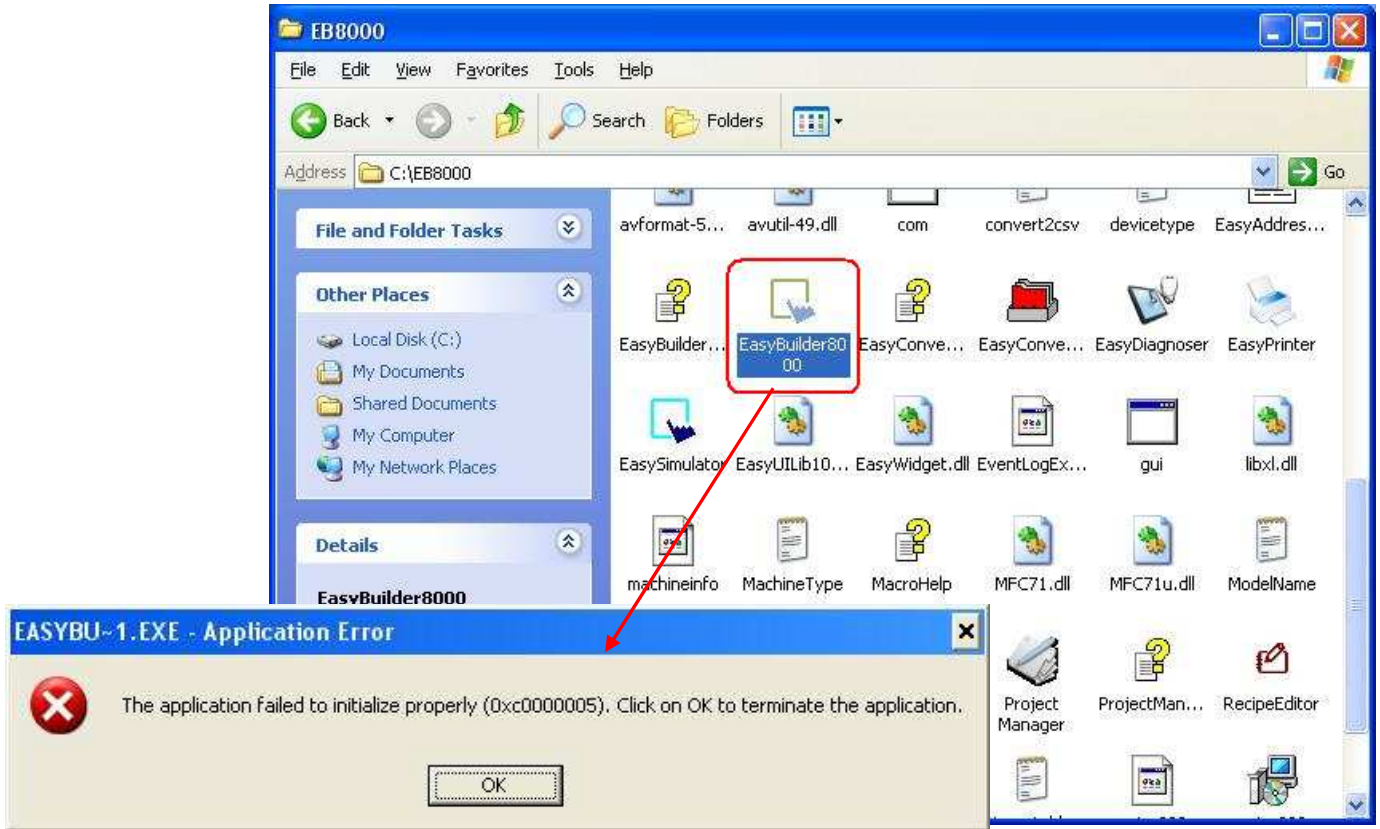 EB8000
File Edit View Favorites Tools Help
Back Search Folders
Address C:\EB8000 Go
File and Folder Tasks
Other Places
Local Disk (C:)
My Documents
Shared Documents
My Computer
My Network Places
Details
EasyBuilder8000
avformat-5... avutil-49.dll com convert2csv devicetype EasyAddres...
EasyBuilder... EasyBuilder80 EasyConve... EasyConve... EasyDiagnoser EasyPrinter
00
EasySimulator EasyUILib10... EasyWidget.dll EventLogEx... gui libxl.dll
machineinfo MachineType MacroHelp MFC71.dll MFC71u.dll ModelName
Project ProjectMan... RecipeEditor
Manager
EASYBU~1.EXE - Application Error
The application failed to initialize properly (0xc0000005). Click on OK to terminate the application.
OK